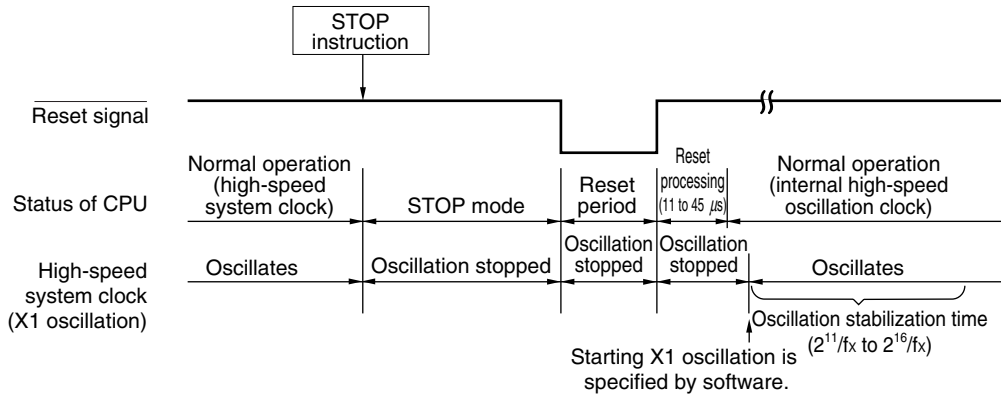 STOP
instruction
Reset signal
Normal operation
(high-speed
system clock)
STOP mode
Reset
period
Reset
processing
(11 to 45 μs)
Normal operation
(internal high-speed
oscillation clock)
Status of CPU
High-speed
system clock
(X1 oscillation)
Oscillates
Oscillation stopped
Oscillation
stopped
Oscillation
stopped
Oscillates
Oscillation stabilization time
(2¹¹/fx to 2¹⁶/fx)
Starting X1 oscillation is
specified by software.